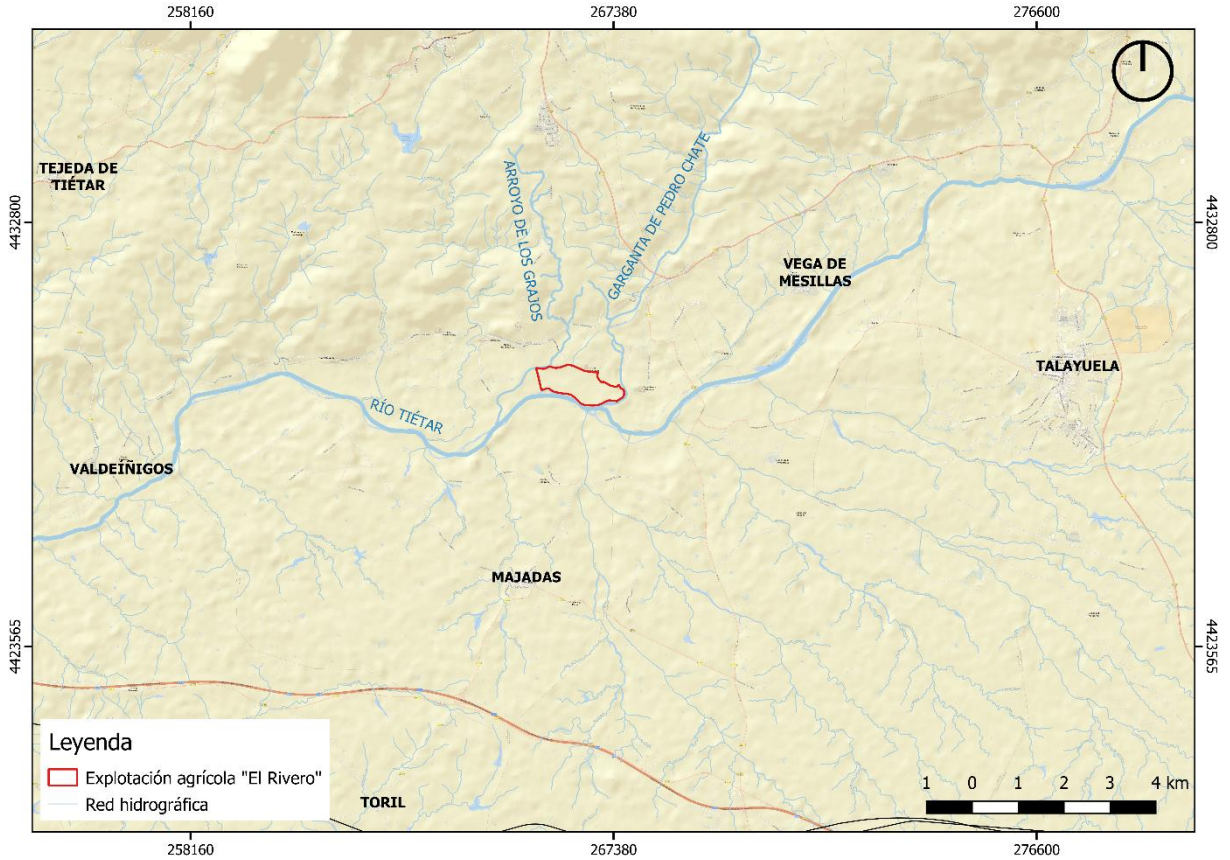 258160
267380
276600
TEJEDA DE
TIÉTAR
ARROYO DE LOS GRAJOS
GARGANTA DE PEDRO CHATE
4432800
4432800
VEGA DE
MESILLAS
TALAYUELA
RÍO TIÉTAR
VALDEIÑIGOS
MAJADAS
4423565
4423565
Leyenda
Explotación agrícola "El Rivero"
Red hidrográfica
TORIL
1 0 1 2 3 4 km
258160
267380
276600